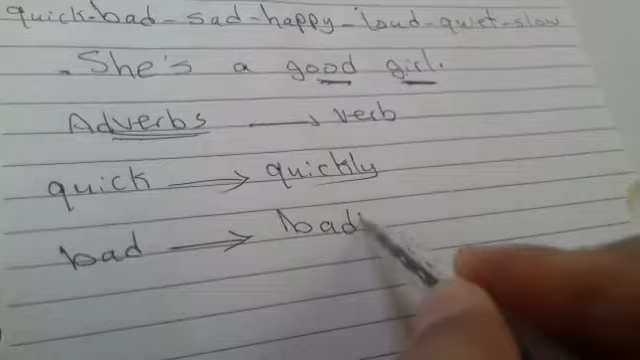 quick-bad-sad-happy-loud-quiet-slow
. She's a good girl.
Adverbs → verb
quick → quickly
bad → bad